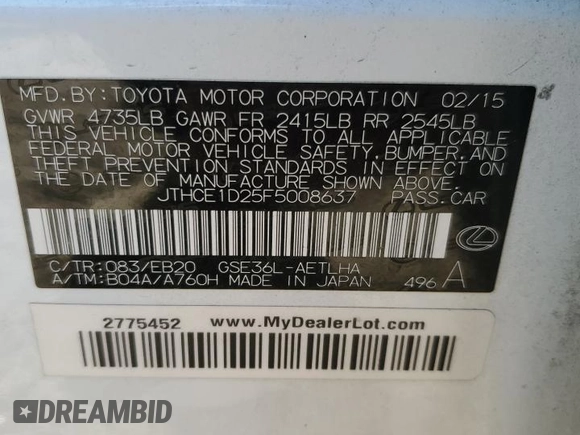 MFD.BY:TOYOTA MOTOR CORPORATION 02/15
GVWR 4735LB GAWR FR 2415LB RR 2545LB
THIS VEHICLE CONFORMS TO ALL APPLICABLE
FEDERAL MOTOR VEHICLE SAFETY,BUMPER,AND
THEFT PREVENTION STANDARDS IN EFFECT ON
THE DATE OF MANUFACTURE SHOWN ABOVE.
JTHCE1D25F5008637 PASS.CAR
C/TR:083/EB20 GSE36L-AETLHA
A/TM:B04A/A760H MADE IN JAPAN 496 A
2775452 www.MyDealerLot.com
DREAMBID